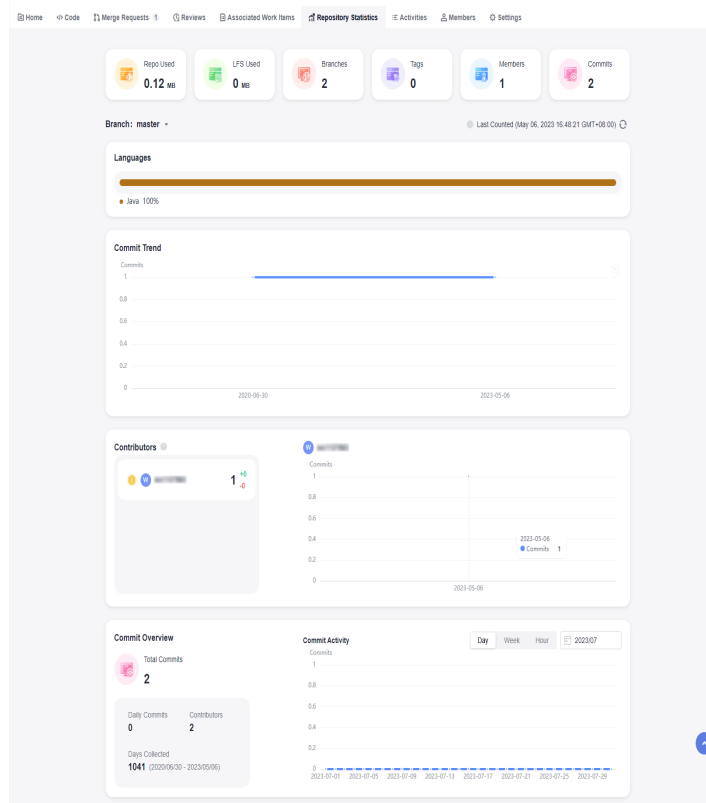 Home Code Merge Requests 1 Reviews Associated Work Items Repository Statistics Activities Members Settings
Repo Used
0.12 MB
LFS Used
0 MB
Branches
2
Tags
0
Members
1
Commits
2
Branch: master
Last Counted (May 06, 2023 16:48:21 GMT+08:00)
Languages
Java 100%
Commit Trend
Commits
1
0.8
0.6
0.4
0.2
0
2020-06-30 2023-05-06
Contributors
W 1 +0
-0
W
Commits
1
0.8
0.6
0.4
0.2
0
2023-05-06
Commits 1
2023-05-06
Commit Overview
Total Commits
2
Daily Commits Contributors
0 2
Days Collected
1041 (2020/06/30 - 2023/05/06)
Commit Activity
Day Week Hour 2023/07
Commits
1
0.8
0.6
0.4
0.2
0
2023-07-01 2023-07-05 2023-07-09 2023-07-13 2023-07-17 2023-07-21 2023-07-25 2023-07-29